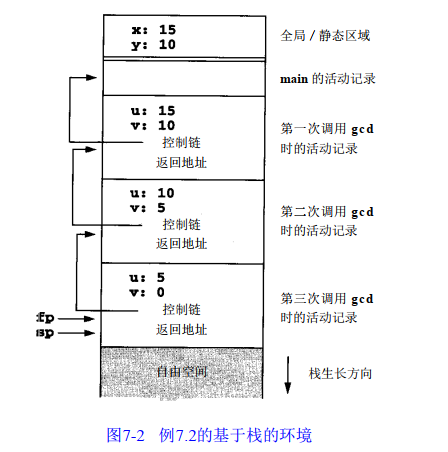 x: 15
y: 10
全局／静态区域
main 的活动记录
u: 15
v: 10
控制链
返回地址
第一次调用 gcd
时的活动记录
u: 10
v: 5
控制链
返回地址
第二次调用 gcd
时的活动记录
u: 5
v: 0
控制链
返回地址
第三次调用 gcd
时的活动记录
fp
sp
自由空间
栈生长方向
图7-2 例7.2的基于栈的环境